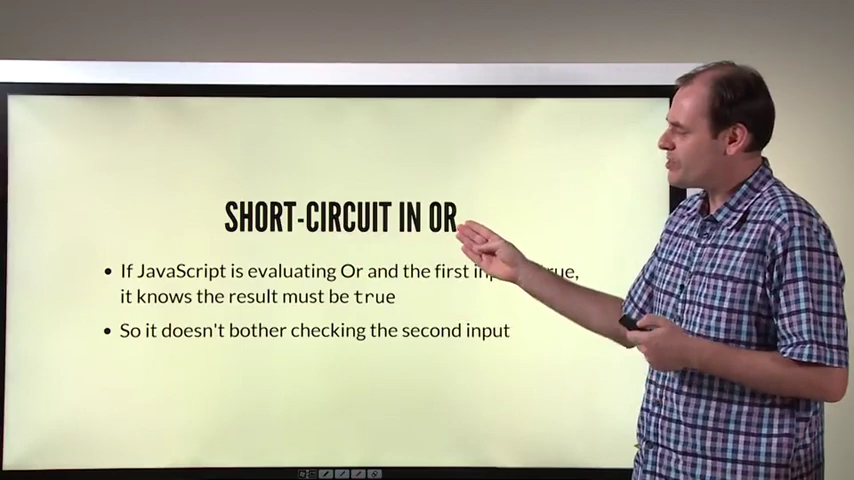 SHORT-CIRCUIT IN OR
• If JavaScript is evaluating Or and the first true,
it knows the result must be true
• So it doesn't bother checking the second input